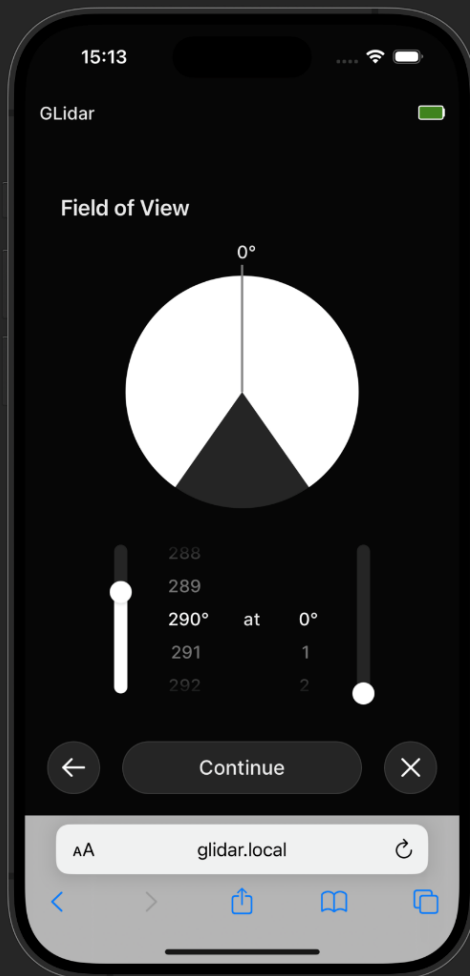 15:13
GLidar
Field of View
0°
288
289
290° at 0°
291 1
292 2
Continue
AA glidar.local